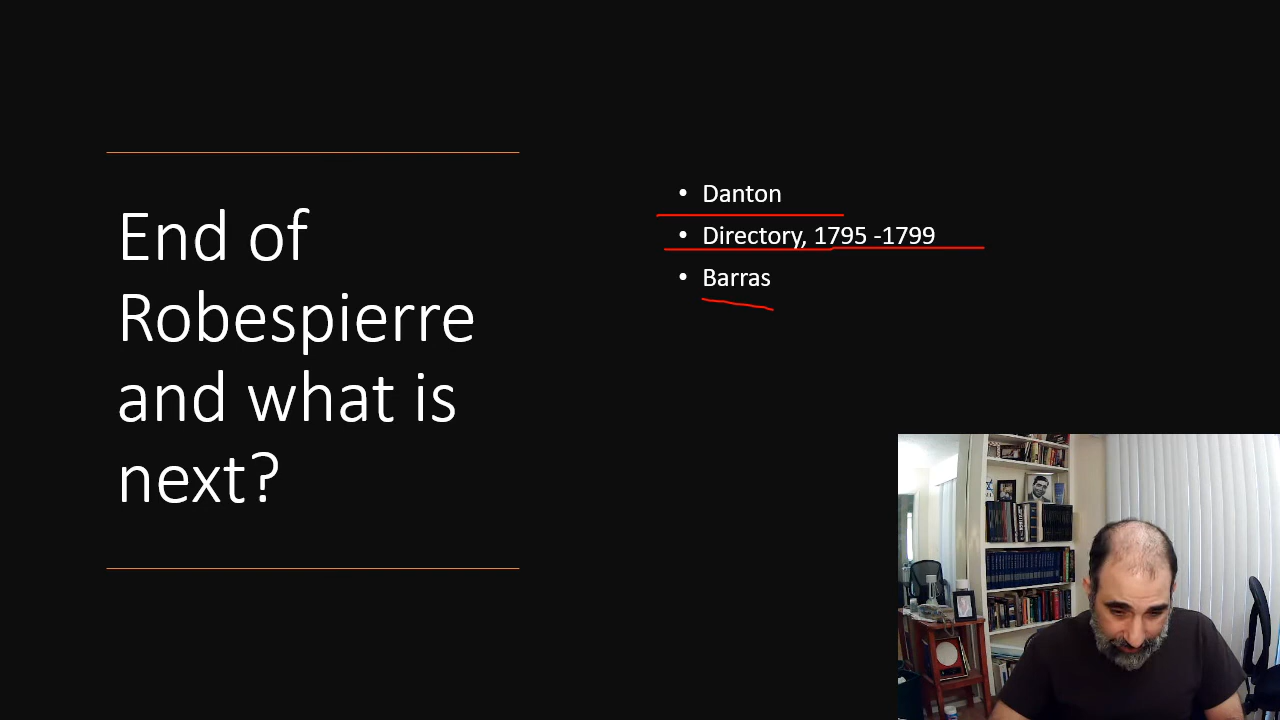 End of
Robespierre
and what is
next?
• Danton
• Directory, 1795 -1799
• Barras